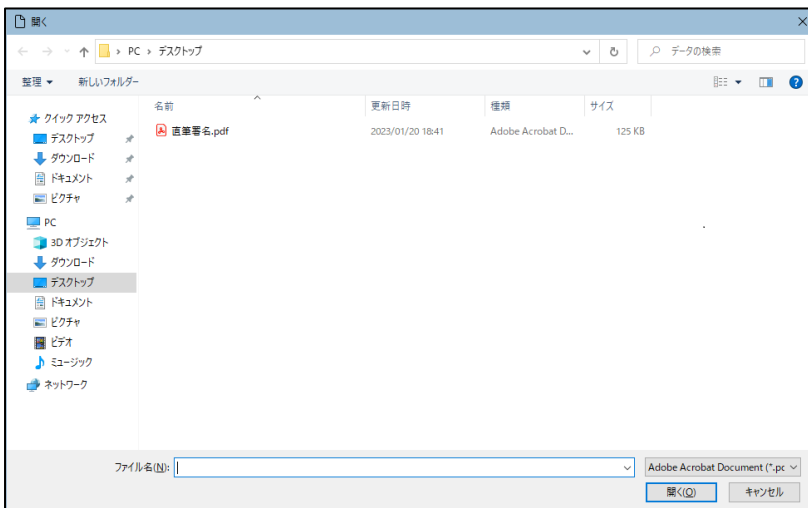 開く
PC › デスクトップ
データの検索
整理 新しいフォルダー
名前 更新日時 種類 サイズ
直筆署名.pdf 2023/01/20 18:41 Adobe Acrobat D... 125 KB
クイック アクセス
デスクトップ
ダウンロード
ドキュメント
ピクチャ
PC
3D オブジェクト
ダウンロード
デスクトップ
ドキュメント
ピクチャ
ビデオ
ミュージック
ネットワーク
ファイル名(N):
Adobe Acrobat Document (*.pc
開く(O) キャンセル